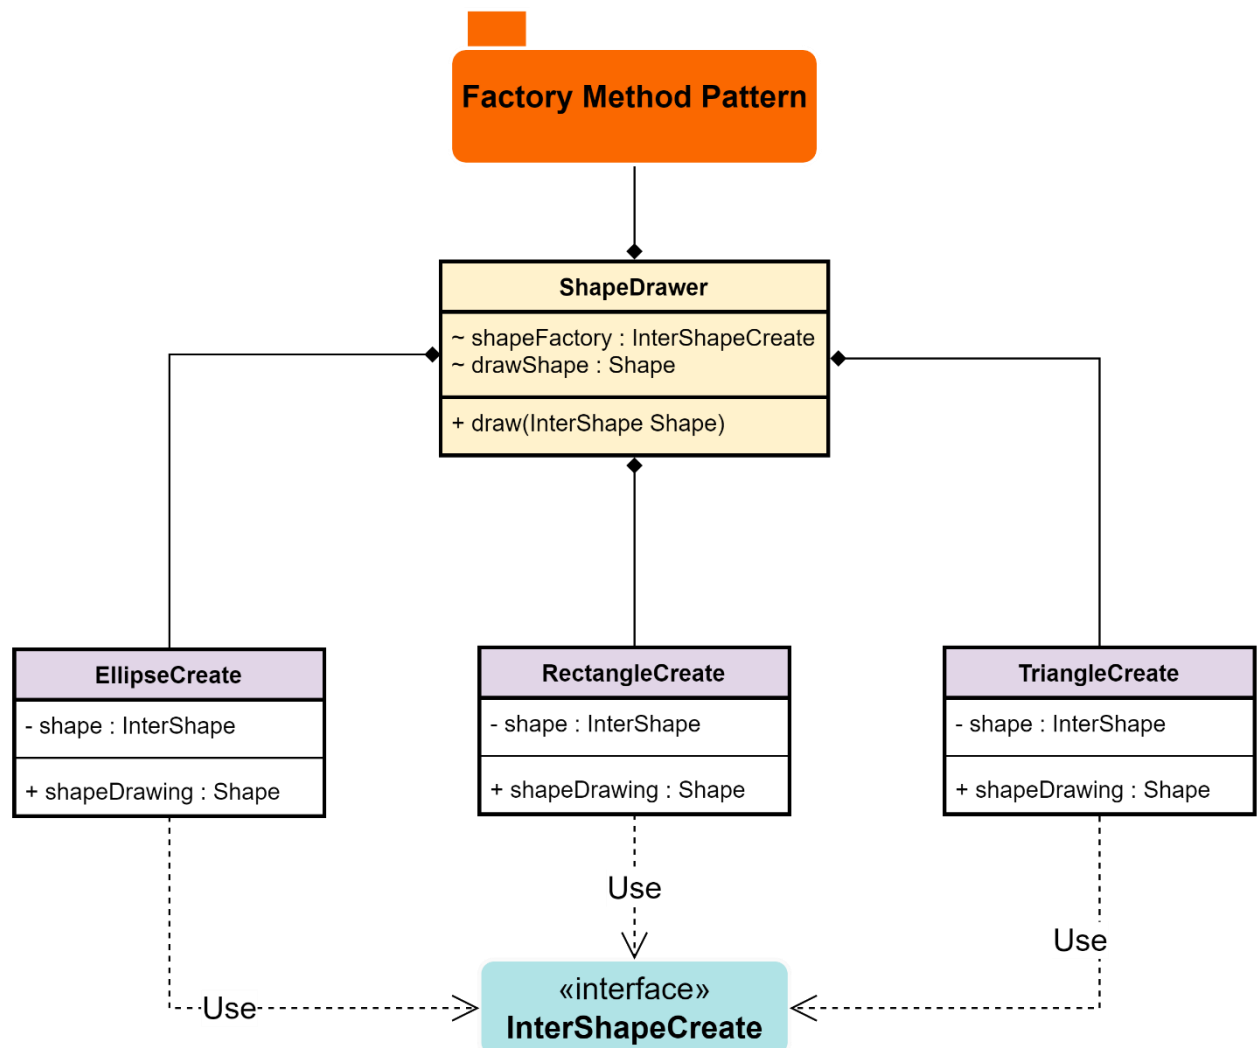 Factory Method Pattern
ShapeDrawer
~ shapeFactory : InterShapeCreate
~ drawShape : Shape
+ draw(InterShape Shape)
EllipseCreate
- shape : InterShape
+ shapeDrawing : Shape
RectangleCreate
- shape : InterShape
+ shapeDrawing : Shape
TriangleCreate
- shape : InterShape
+ shapeDrawing : Shape
Use
Use
Use
«interface»
InterShapeCreate